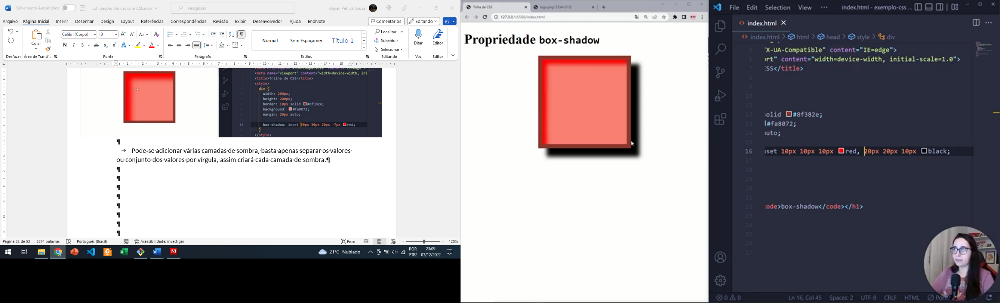 Salvamento Automático
Estilizações básicas com CSS.docx
Pesquisar
Brayan Petrick Souza
Arquivo Página Inicial Inserir Desenhar Design Layout Referências Correspondências Revisão Exibir Desenvolvedor Ajuda EndNote
Comentários Editando
Calibri (Corpo) 13
Colar
Normal Sem Espaçamer Título 1
Localizar
Substituir
Selecionar
Ditar Editor
Desfazer Área de Transf... Fonte Parágrafo Estilos Editando Voz Editor
<meta name="viewport" content="width=device-width, ini
<title>Trilha de CSS</title>
<style>
div {
width: 200px;
height: 200px;
border: 10px solid #8f382e;
background: #fa8072;
margin: 20px auto;
16 box-shadow: inset 30px 30px 20px -7px red;
}
</style>
¶
→ Pode-se·adicionar·várias·camadas·de·sombra,·basta·apenas·separar·os·valores·
ou·conjunto·dos·valores·por·vírgula,·assim·criará·cada·camada·de·sombra.¶
¶
¶
¶
¶
¶
¶
¶
¶
Página 52 de 53 5874 palavras Português (Brasil) Acessibilidade: investigar Foco 120%
21°C Nublado
POR
PTB2
23:09
07/12/2022
Trilha de CSS logo.png (1334×513)
127.0.0.1:5500/index.html
Propriedade box-shadow
File Edit Selection View ··· index.html - exemplo-css ...
index.html
index.html > html > head > style > div
5 "X-UA-Compatible" content="IE=edge">
6 rt" content="width=device-width, initial-scale=1.0">
7 CSS</title>
8
9
10
11
12 solid #8f382e;
13 #fa8072;
14 auto;
15
16 nset 10px 10px 10px red, 20px 20px 10px black;
17
18
19
20
21
22 code>box-shadow</code></h1>
23
24
25
26
27
0 0 Ln 16, Col 45 Spaces: 2 UTF-8 CRLF HTML